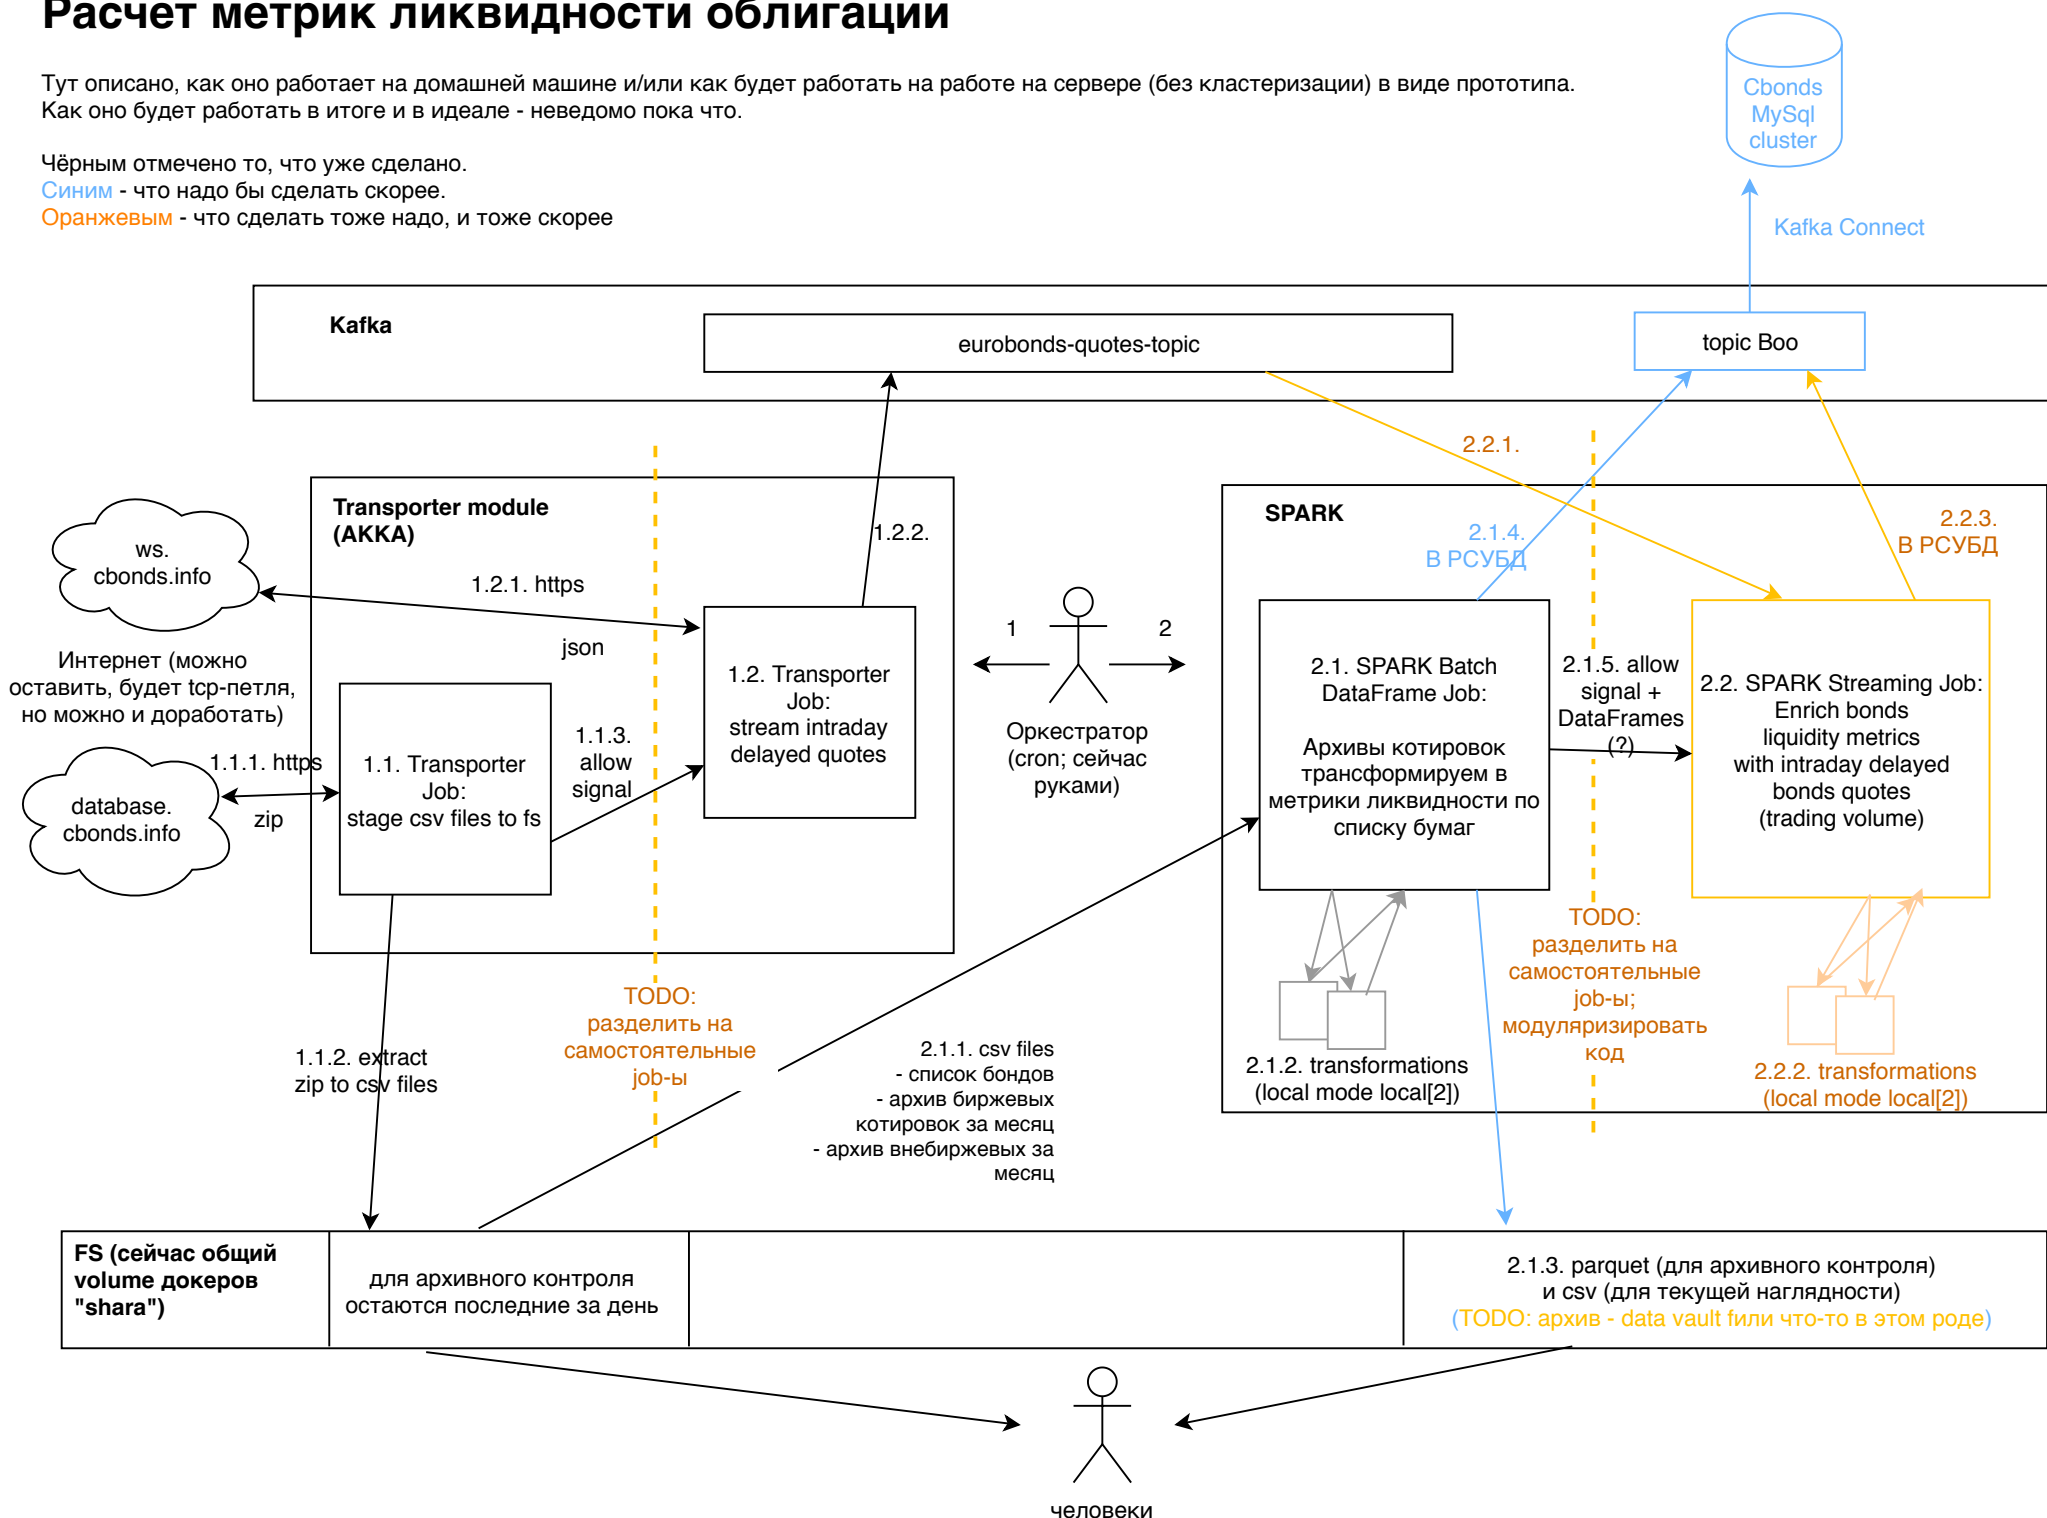 Расчет метрик ликвидности облигаций
Тут описано, как оно работает на домашней машине и/или как будет работать на работе на сервере (без кластеризации) в виде прототипа.
Как оно будет работать в итоге и в идеале - неведомо пока что.
Чёрным отмечено то, что уже сделано.
Синим - что надо бы сделать скорее.
Оранжевым - что сделать тоже надо, и тоже скорее
Cbonds
MySql
cluster
Kafka Connect
Kafka
eurobonds-quotes-topic
topic Boo
2.2.1.
Transporter module
(AKKA)
1.2.2.
SPARK
2.1.4.
В РСУБД
2.2.3.
В РСУБД
ws.
cbonds.info
1.2.1. https
json
Интернет (можно
оставить, будет tcp-петля,
но можно и доработать)
database.
cbonds.info
1.1.1. https
zip
1.1. Transporter
Job:
stage csv files to fs
1.1.3.
allow
signal
1.2. Transporter
Job:
stream intraday
delayed quotes
1
2
Оркестратор
(cron; сейчас
руками)
2.1. SPARK Batch
DataFrame Job:
Архивы котировок
трансформируем в
метрики ликвидности по
списку бумаг
2.1.5. allow
signal +
DataFrames
(?)
2.2. SPARK Streaming Job:
Enrich bonds
liquidity metrics
with intraday delayed
bonds quotes
(trading volume)
TODO:
разделить на
самостоятельные
job-ы
TODO:
разделить на
самостоятельные
job-ы;
модуляризировать
код
1.1.2. extract
zip to csv files
2.1.1. csv files
- список бондов
- архив биржевых
котировок за месяц
- архив внебиржевых за
месяц
2.1.2. transformations
(local mode local[2])
2.2.2. transformations
(local mode local[2])
FS (сейчас общий
volume докеров
"shara")
для архивного контроля
остаются последние за день
2.1.3. parquet (для архивного контроля)
и csv (для текущей наглядности)
(TODO: архив - data vault fили что-то в этом роде)
человеки